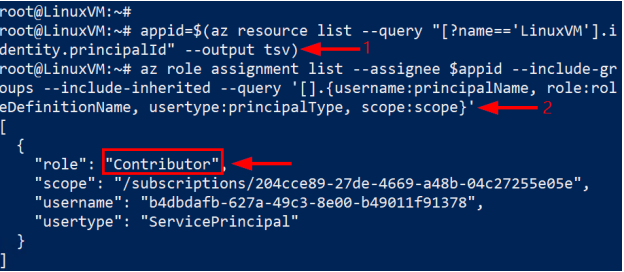 root@LinuxVM:~#
root@LinuxVM:~# appid=$(az resource list --query "[?name=='LinuxVM'].i
dentity.principalId" --output tsv) 1
root@LinuxVM:~# az role assignment list --assignee $appid --include-gr
oups --include-inherited --query '[].{username:principalName, role:rol
eDefinitionName, usertype:principalType, scope:scope}' 2
[
{
"role": "Contributor",
"scope": "/subscriptions/204cce89-27de-4669-a48b-04c27255e05e",
"username": "b4dbdafb-627a-49c3-8e00-b49011f91378",
"usertype": "ServicePrincipal"
}
]